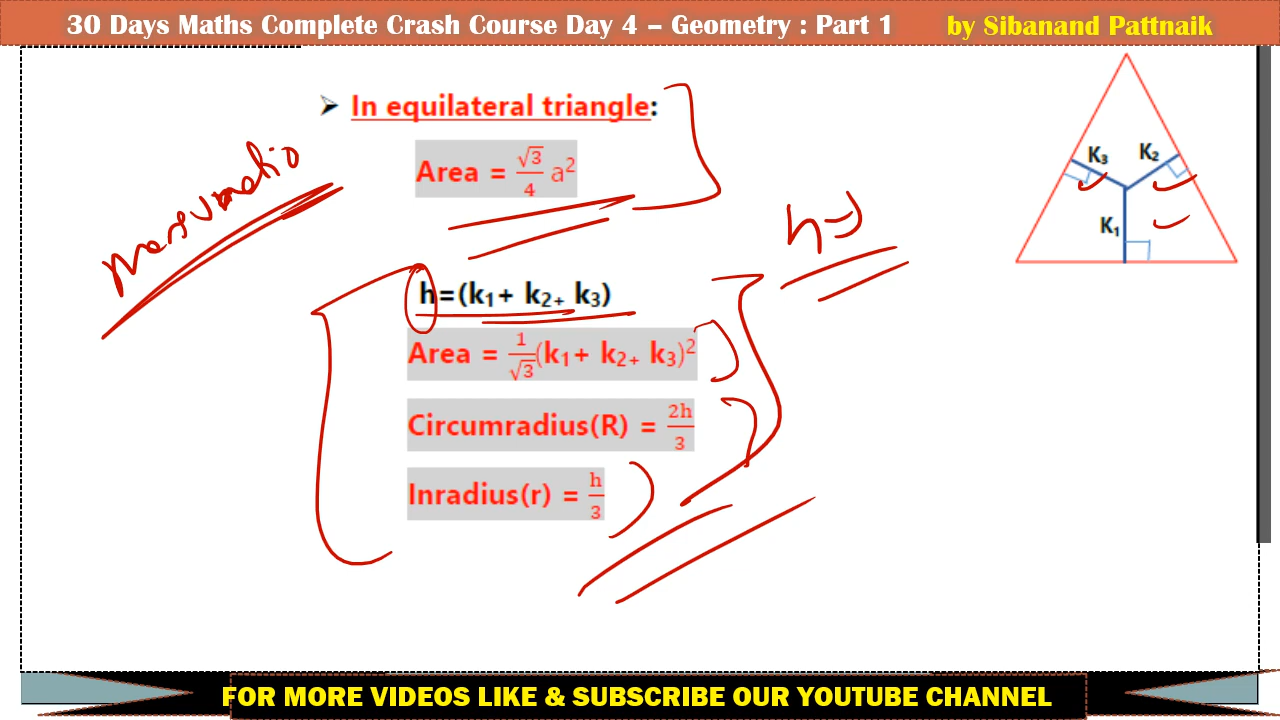 30 Days Maths Complete Crash Course Day 4 – Geometry : Part 1 by Sibanand Pattnaik
➢ In equilateral triangle:
Area = √3/4 a²
K₃ K₂
K₁
h=
h=(k₁+ k₂₊ k₃)
Area = 1/√3(k₁+ k₂₊ k₃)²
Circumradius(R) = 2h/3
Inradius(r) = h/3
FOR MORE VIDEOS LIKE & SUBSCRIBE OUR YOUTUBE CHANNEL